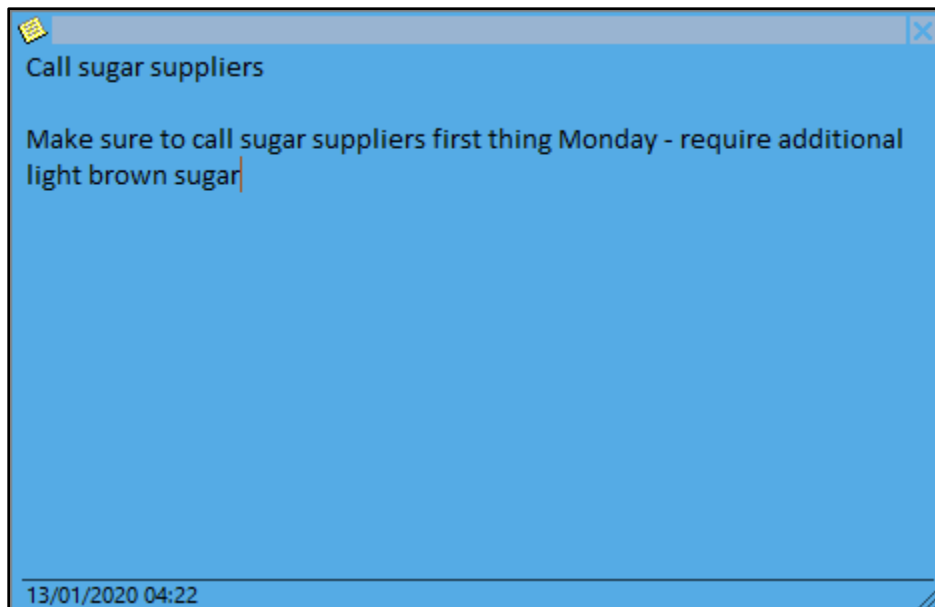 Call sugar suppliers
Make sure to call sugar suppliers first thing Monday - require additional
light brown sugar
13/01/2020 04:22